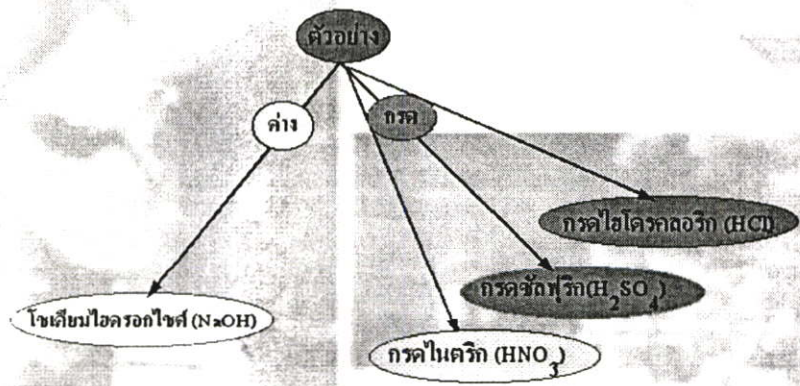 ตัวอย่าง
ด่าง
กรด
กรดไฮโดรคลอริก (HCl)
กรดซัลฟุริก(H₂SO₄)
โซเดียมไฮดรอกไซด์ (NaOH)
กรดไนตริก (HNO₃)